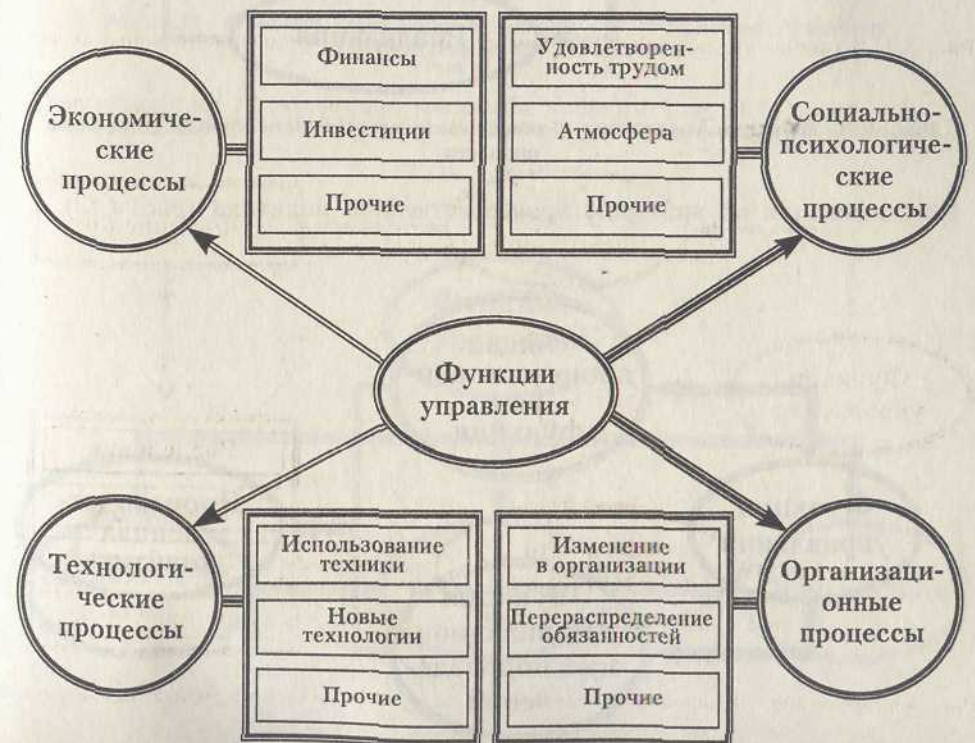 Экономиче-
ские
процессы
Финансы
Инвестиции
Прочие
Удовлетворен-
ность трудом
Атмосфера
Прочие
Социально-
психологиче-
ские
процессы
Функции
управления
Технологи-
ческие
процессы
Использование
техники
Новые
технологии
Прочие
Изменение
в организации
Перераспределение
обязанностей
Прочие
Организаци-
онные
процессы